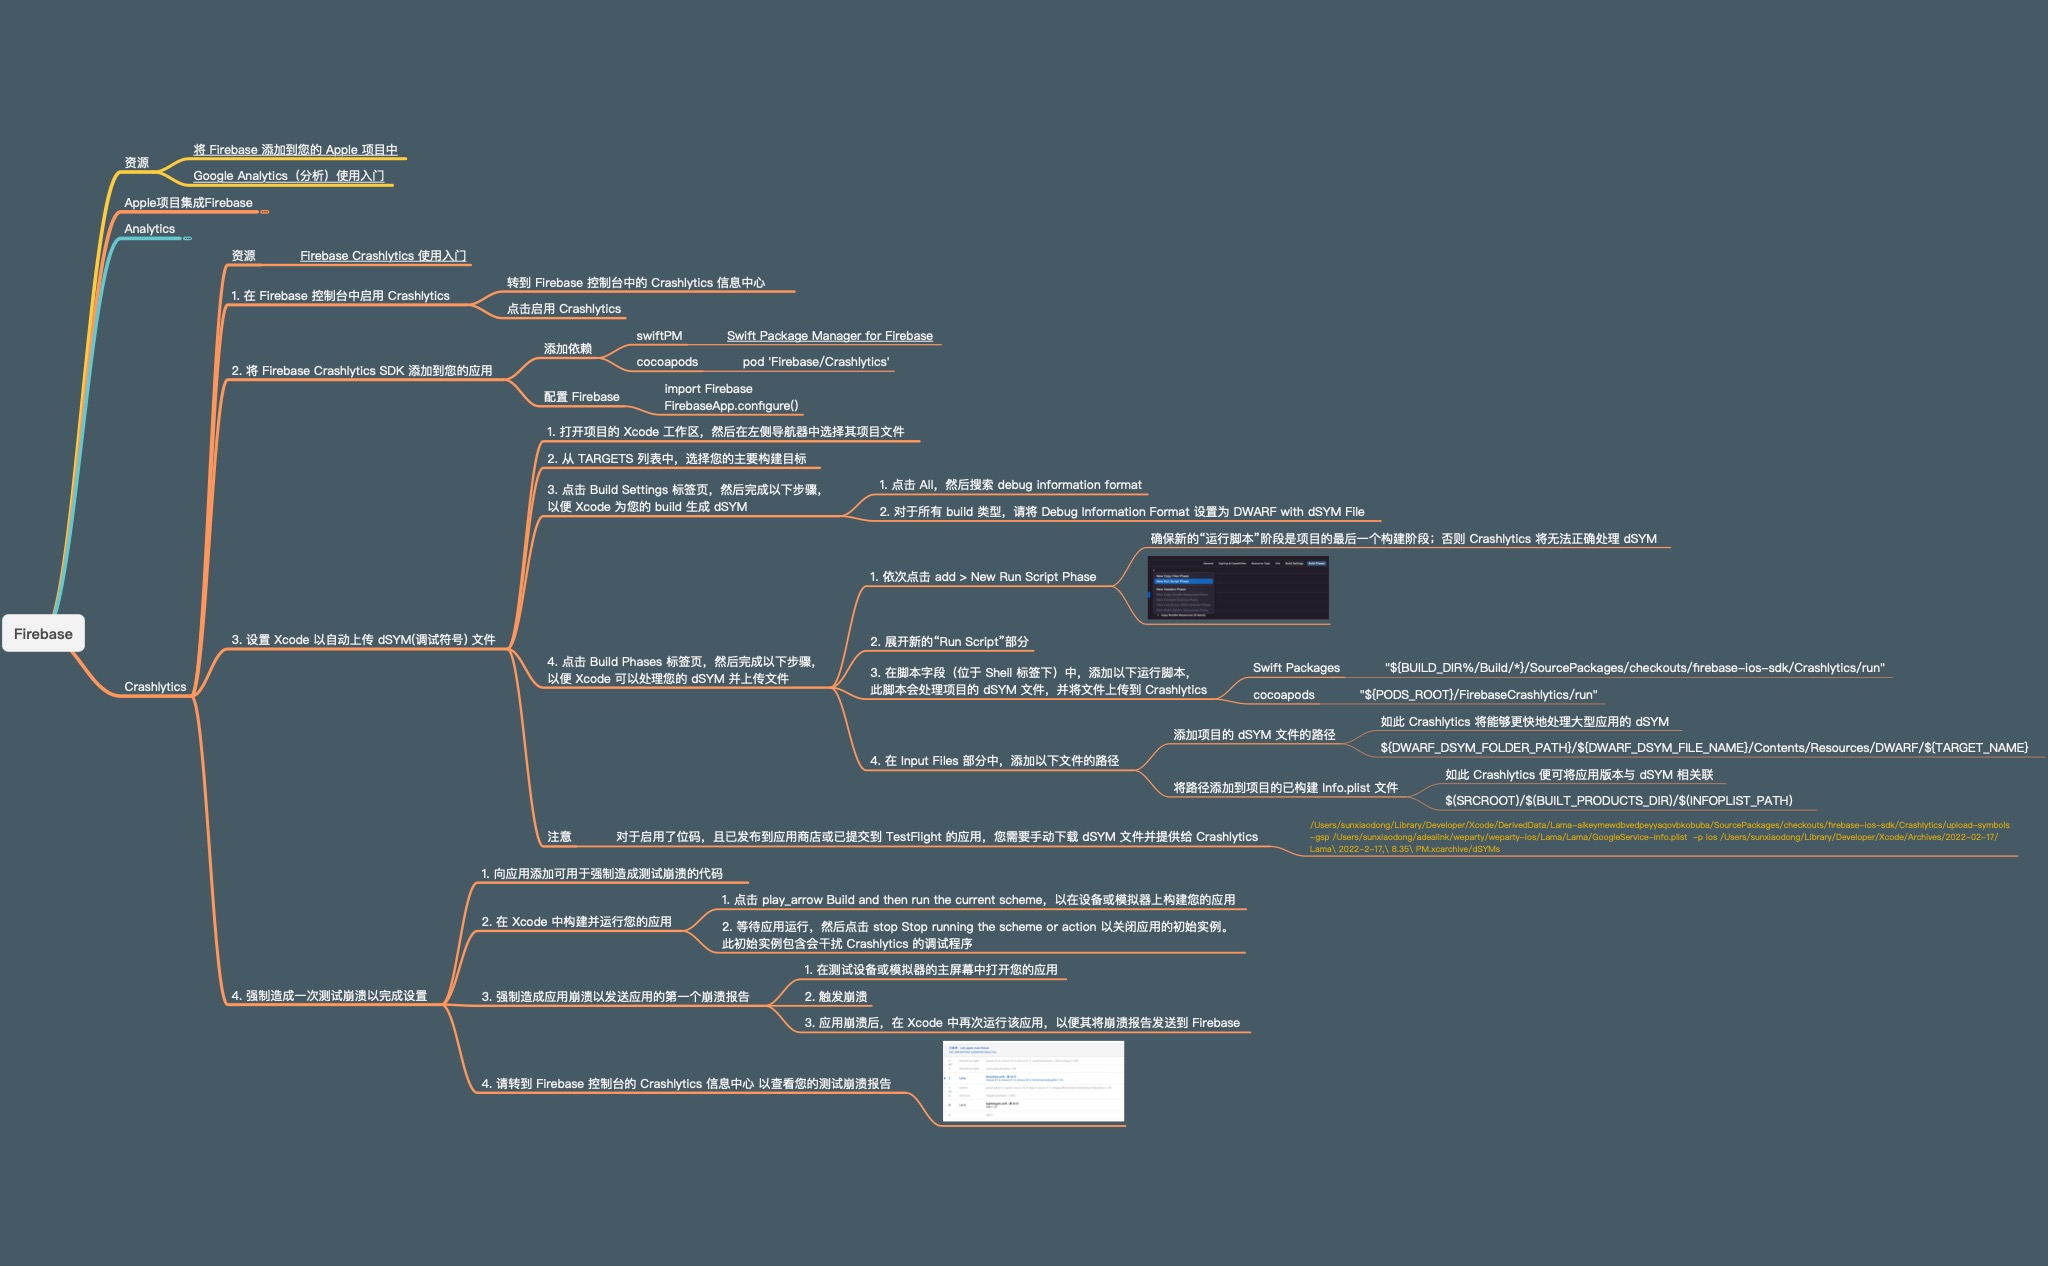 Firebase
资源
将 Firebase 添加到您的 Apple 项目中
Google Analytics（分析）使用入门
Apple项目集成Firebase
Analytics
Crashlytics
资源
Firebase Crashlytics 使用入门
1. 在 Firebase 控制台中启用 Crashlytics
转到 Firebase 控制台中的 Crashlytics 信息中心
点击启用 Crashlytics
2. 将 Firebase Crashlytics SDK 添加到您的应用
添加依赖
swiftPM
Swift Package Manager for Firebase
cocoapods
pod 'Firebase/Crashlytics'
配置 Firebase
import Firebase
FirebaseApp.configure()
3. 设置 Xcode 以自动上传 dSYM(调试符号) 文件
1. 打开项目的 Xcode 工作区，然后在左侧导航器中选择其项目文件
2. 从 TARGETS 列表中，选择您的主要构建目标
3. 点击 Build Settings 标签页，然后完成以下步骤，
以便 Xcode 为您的 build 生成 dSYM
1. 点击 All，然后搜索 debug information format
2. 对于所有 build 类型，请将 Debug Information Format 设置为 DWARF with dSYM File
4. 点击 Build Phases 标签页，然后完成以下步骤，
以便 Xcode 可以处理您的 dSYM 并上传文件
1. 依次点击 add > New Run Script Phase
确保新的“运行脚本”阶段是项目的最后一个构建阶段；否则 Crashlytics 将无法正确处理 dSYM
General Signing & Capabilities Resource Tags Info Build Settings Build Phases
New Copy Files Phase
New Run Script Phase
New Headers Phase
2. 展开新的“Run Script”部分
3. 在脚本字段（位于 Shell 标签下）中，添加以下运行脚本，
此脚本会处理项目的 dSYM 文件，并将文件上传到 Crashlytics
Swift Packages
"${BUILD_DIR%/Build/*}/SourcePackages/checkouts/firebase-ios-sdk/Crashlytics/run"
cocoapods
"${PODS_ROOT}/FirebaseCrashlytics/run"
4. 在 Input Files 部分中，添加以下文件的路径
添加项目的 dSYM 文件的路径
如此 Crashlytics 将能够更快地处理大型应用的 dSYM
${DWARF_DSYM_FOLDER_PATH}/${DWARF_DSYM_FILE_NAME}/Contents/Resources/DWARF/${TARGET_NAME}
将路径添加到项目的已构建 Info.plist 文件
如此 Crashlytics 便可将应用版本与 dSYM 相关联
$(SRCROOT)/$(BUILT_PRODUCTS_DIR)/$(INFOPLIST_PATH)
注意
对于启用了位码，且已发布到应用商店或已提交到 TestFlight 的应用，您需要手动下载 dSYM 文件并提供给 Crashlytics
/Users/sunxiaodong/Library/Developer/Xcode/DerivedData/Lama-alkeymewdbvedpeyyaqovbkobuba/SourcePackages/checkouts/firebase-ios-sdk/Crashlytics/upload-symbols
-gsp /Users/sunxiaodong/adealink/weparty/weparty-ios/Lama/Lama/GoogleService-Info.plist -p ios /Users/sunxiaodong/Library/Developer/Xcode/Archives/2022-02-17/
Lama\ 2022-2-17,\ 8.35\ PM.xcarchive/dSYMs
4. 强制造成一次测试崩溃以完成设置
1. 向应用添加可用于强制造成测试崩溃的代码
2. 在 Xcode 中构建并运行您的应用
1. 点击 play_arrow Build and then run the current scheme，以在设备或模拟器上构建您的应用
2. 等待应用运行，然后点击 stop Stop running the scheme or action 以关闭应用的初始实例。
此初始实例包含会干扰 Crashlytics 的调试程序
3. 强制造成应用崩溃以发送应用的第一个崩溃报告
1. 在测试设备或模拟器的主屏幕中打开您的应用
2. 触发崩溃
3. 应用崩溃后，在 Xcode 中再次运行该应用，以便其将崩溃报告发送到 Firebase
4. 请转到 Firebase 控制台的 Crashlytics 信息中心 以查看您的测试崩溃报告